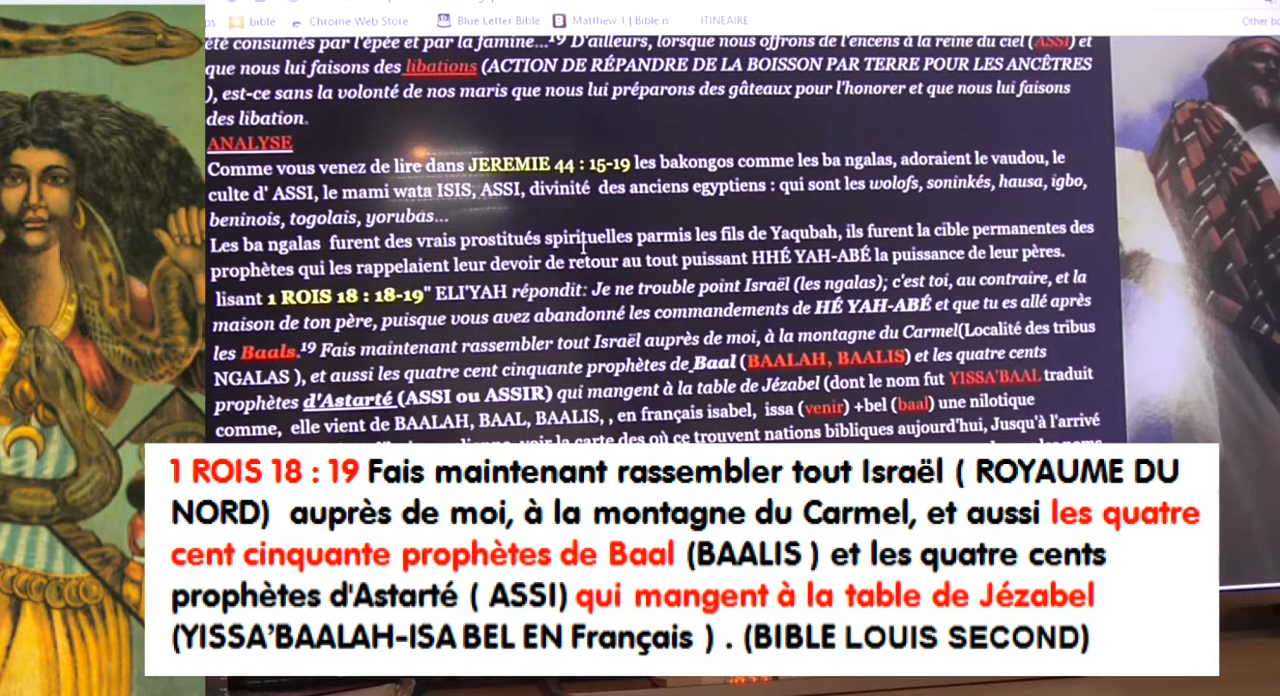 bible
Chrome Web Store
Blue Letter Bible
Matthew 1 | Bible.is
ITINEAIRE
été consumés par l'épée et par la famine...¹⁹ D'ailleurs, lorsque nous offrons de l'encens à la reine du ciel (ASSI) et
que nous lui faisons des libations (ACTION DE RÉPANDRE DE LA BOISSON PAR TERRE POUR LES ANCÊTRES
), est-ce sans la volonté de nos maris que nous lui préparons des gâteaux pour l'honorer et que nous lui faisons
des libation.
ANALYSE
Comme vous venez de lire dans JEREMIE 44 : 15-19 les bakongos comme les ba ngalas, adoraient le vaudou, le
culte d' ASSI, le mami wata ISIS, ASSI, divinité des anciens egyptiens : qui sont les wolofs, soninkés, hausa, igbo,
beninois, togolais, yorubas...
Les ba ngalas furent des vrais prostitués spirituelles parmis les fils de Yaqubah, ils furent la cible permanentes des
prophètes qui les rappelaient leur devoir de retour au tout puissant HHÉ YAH-ABÉ la puissance de leur pères.
lisant 1 ROIS 18 : 18-19" ELI'YAH répondit: Je ne trouble point Israël (les ngalas); c'est toi, au contraire, et la
maison de ton père, puisque vous avez abandonné les commandements de HÉ YAH-ABÉ et que tu es allé après
les Baals.¹⁹ Fais maintenant rassembler tout Israël auprès de moi, à la montagne du Carmel(Localité des tribus
NGALAS ), et aussi les quatre cent cinquante prophètes de Baal (BAALAH, BAALIS) et les quatre cents
prophètes d'Astarté (ASSI ou ASSIR) qui mangent à la table de Jézabel (dont le nom fut YISSA'BAAL traduit
comme, elle vient de BAALAH, BAAL, BAALIS, , en français isabel, issa (venir) +bel (baal) une nilotique
voir la carte des où ce trouvent nations bibliques aujourd'hui, Jusqu'à l'arrivé
1 ROIS 18 : 19 Fais maintenant rassembler tout Israël ( ROYAUME DU
NORD) auprès de moi, à la montagne du Carmel, et aussi les quatre
cent cinquante prophètes de Baal (BAALIS ) et les quatre cents
prophètes d'Astarté ( ASSI) qui mangent à la table de Jézabel
(YISSA'BAALAH-ISA BEL EN Français ) . (BIBLE LOUIS SECOND)